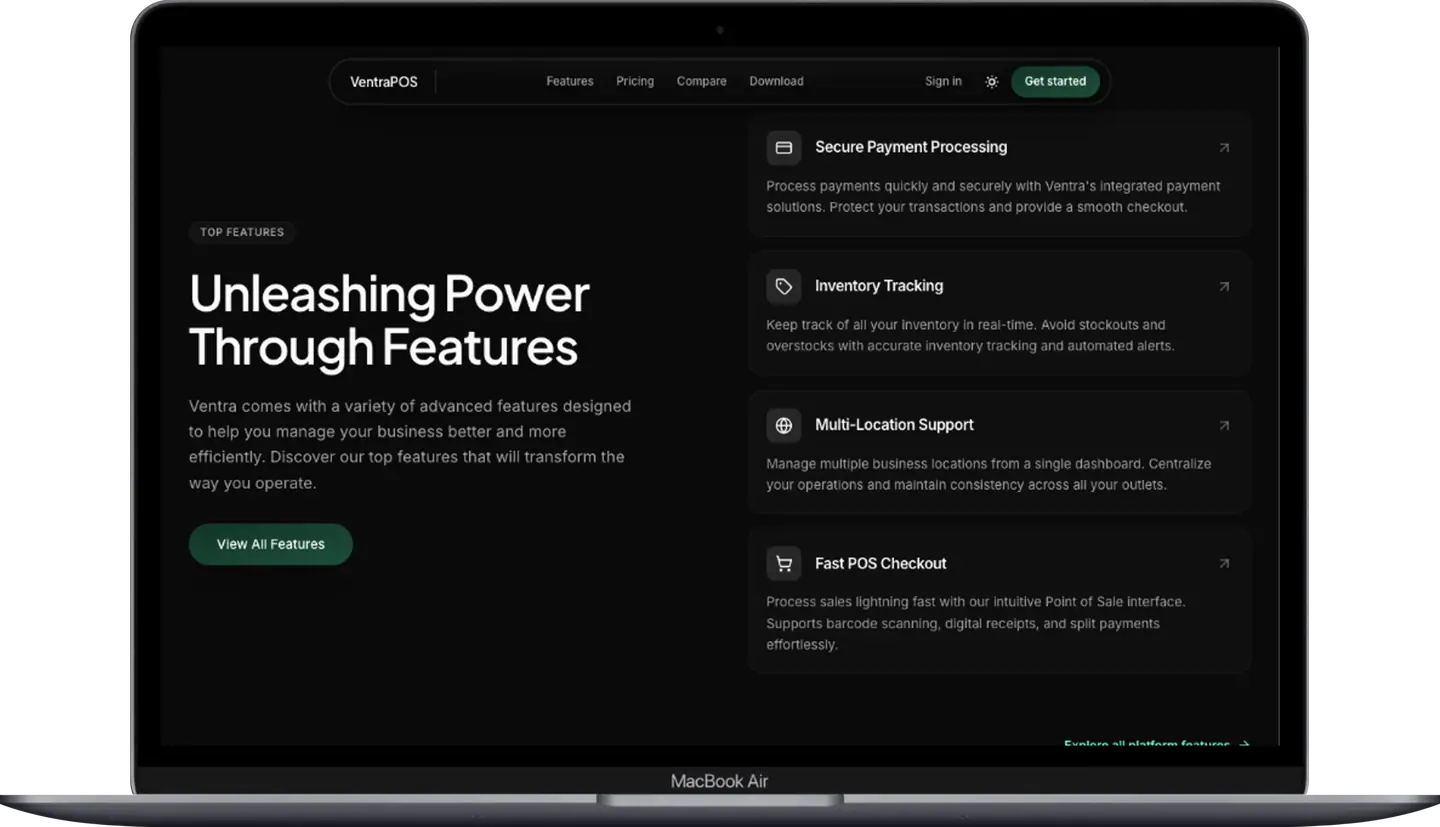 VentraPOS
Features
Pricing
Compare
Download
Sign in
Get started
TOP FEATURES
Unleashing Power
Through Features
Ventra comes with a variety of advanced features designed
to help you manage your business better and more
efficiently. Discover our top features that will transform the
way you operate.
View All Features
Secure Payment Processing
Process payments quickly and securely with Ventra's integrated payment
solutions. Protect your transactions and provide a smooth checkout.
Inventory Tracking
Keep track of all your inventory in real-time. Avoid stockouts and
overstocks with accurate inventory tracking and automated alerts.
Multi-Location Support
Manage multiple business locations from a single dashboard. Centralize
your operations and maintain consistency across all your outlets.
Fast POS Checkout
Process sales lightning fast with our intuitive Point of Sale interface.
Supports barcode scanning, digital receipts, and split payments
effortlessly.
Explore all platform features
MacBook Air